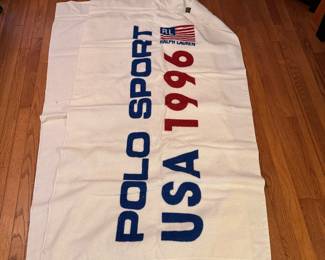 RL
RALPH LAUREN
POLO SPORT
USA 1996